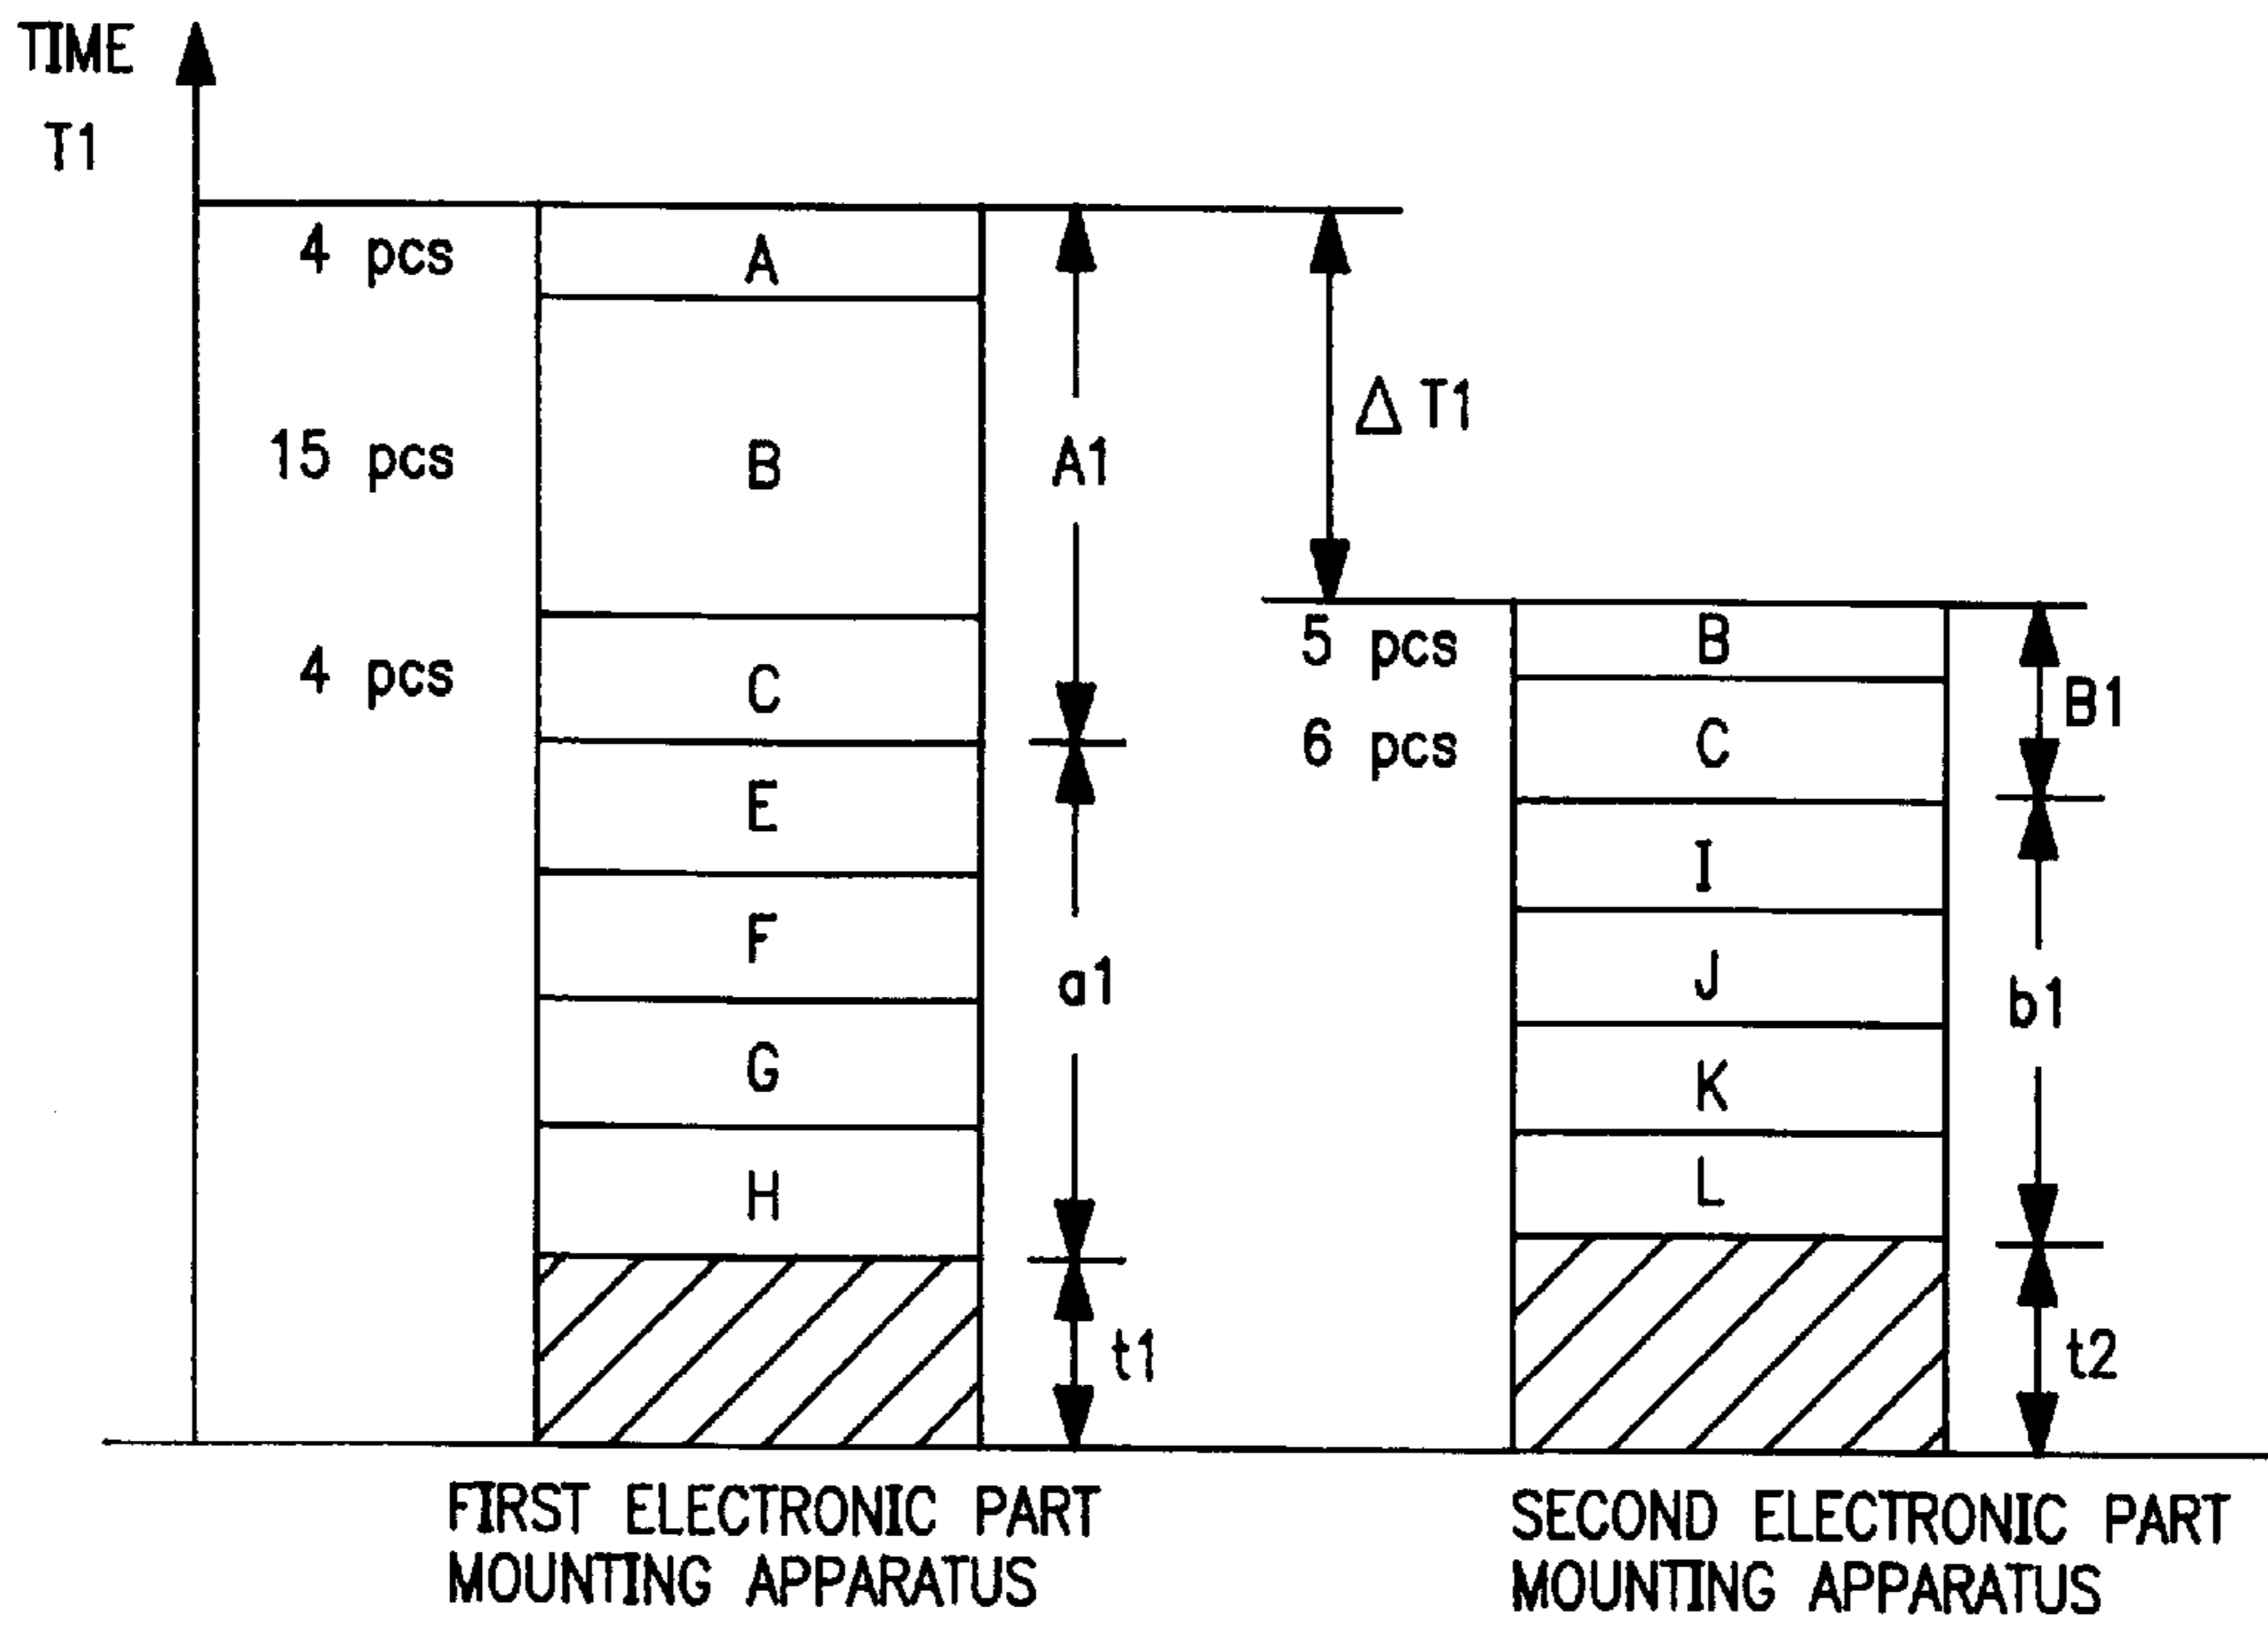 TIME
T1
4 pcs
A
15 pcs
B
4 pcs
C
E
F
G
H
A1
a1
t1
Δ T1
5 pcs
B
6 pcs
C
I
J
K
L
B1
b1
t2
FIRST ELECTRONIC PART
MOUNTING APPARATUS
SECOND ELECTRONIC PART
MOUNTING APPARATUS